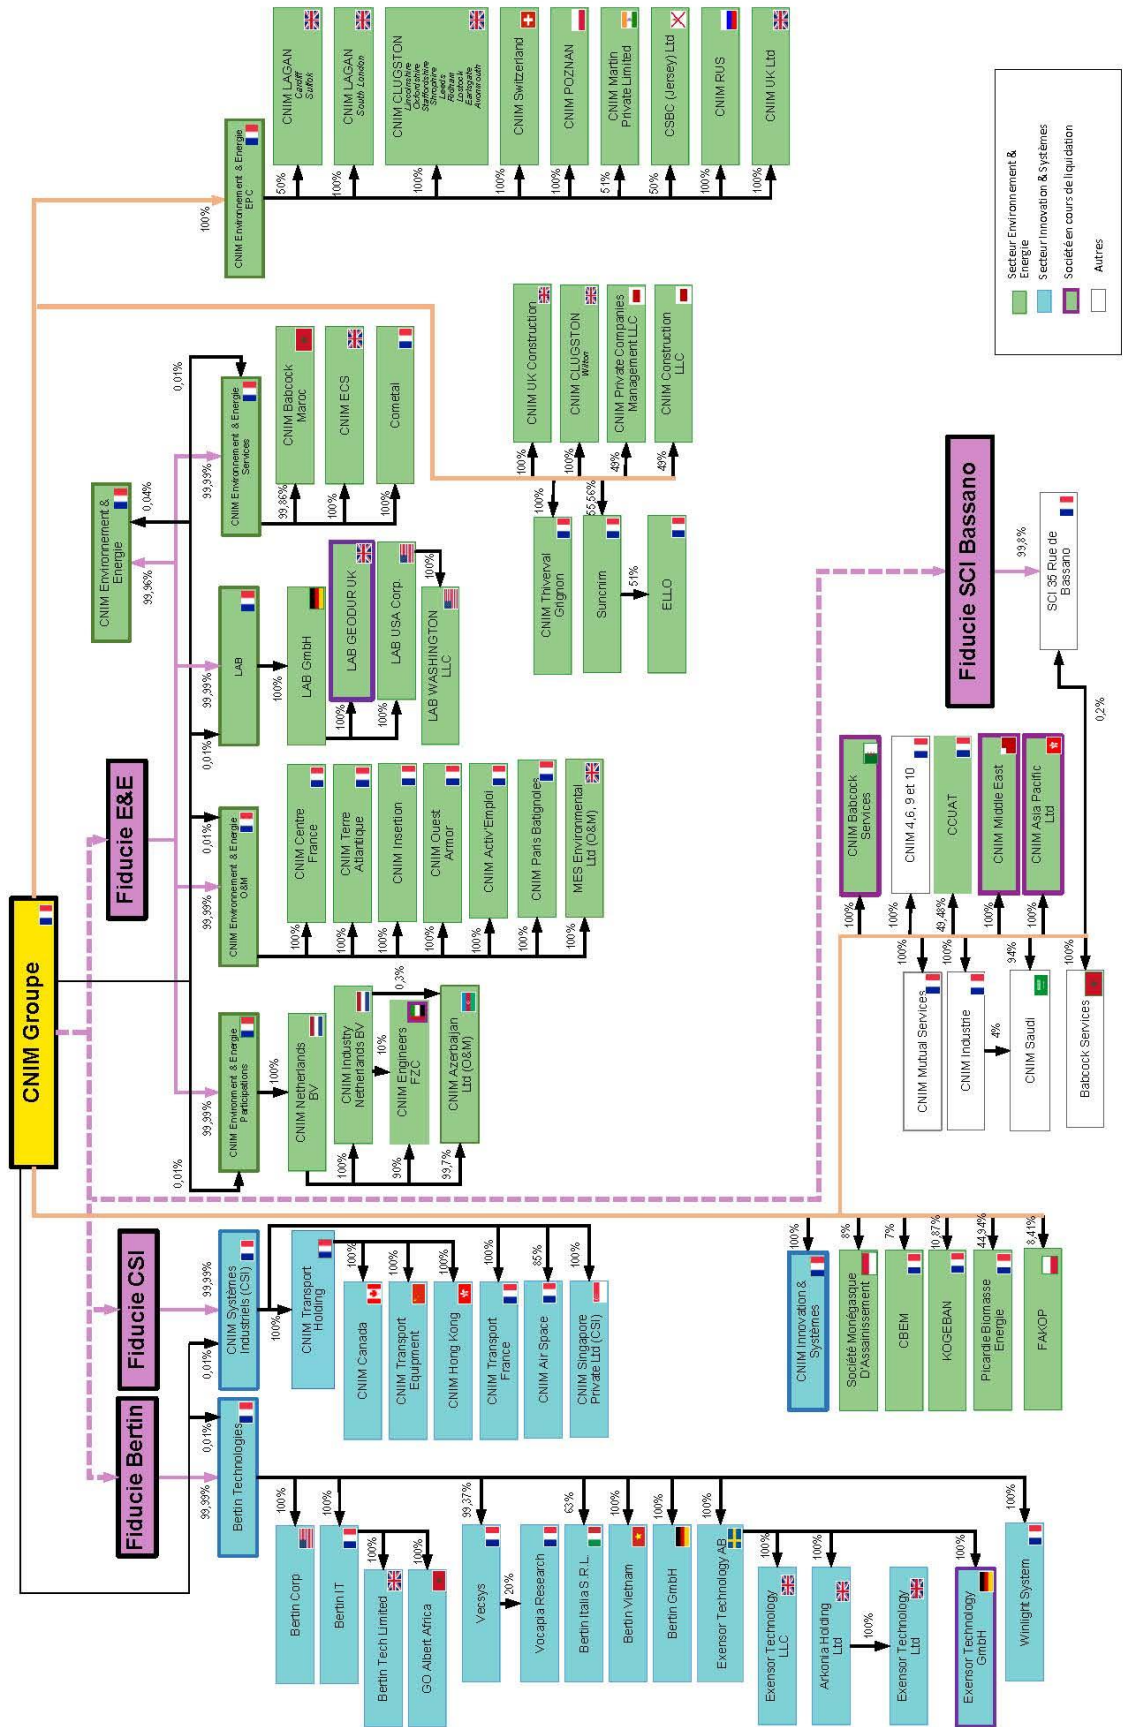 CNIM Groupe
Fiducie Bertin
Fiducie CSI
Fiducie E&E
99,99%
0,01%
Bertin Technologies
100%
Bertin Corp
100%
Bertin IT
100%
Bertin Tech Limited
100%
GO Albert Africa
99,37%
Vecsys
20%
Vocapia Research
63%
Bertin Italia S.R.L.
100%
Bertin Vietnam
100%
Bertin GmbH
100%
Exensor Technology AB
100%
Exensor Technology
LLC
100%
Arkonia Holding
Ltd
100%
Exensor Technology
Ltd
100%
Exensor Technology
GmbH
100%
Winlight System
0,01%
99,99%
CNIM Systèmes
Industriels (CSI)
100%
CNIM Transport
Holding
100%
CNIM Canada
100%
CNIM Transport
Equipment
100%
CNIM Hong Kong
100%
CNIM Transport
France
85%
CNIM Air Space
100%
CNIM Singapore
Private Ltd (CSI)
0,01%
99,99%
CNIM Environment & Energie
Participations
100%
CNIM Netherlands
BV
100%
CNIM Industry
Netherlands BV
10%
0,3%
90%
CNIM Engineers
FZC
99,7%
CNIM Azerbaijan
Ltd (O&M)
99,99%
0,01%
CNIM Environnement & Energie
O&M
100%
CNIM Centre
France
100%
CNIM Terre
Atlantique
100%
CNIM Insertion
100%
CNIM Ouest
Armor
100%
CNIM Activ'Emploi
100%
CNIM Paris Batignoles
100%
MES Environmental
Ltd (O&M)
0,01%
99,99%
LAB
100%
LAB GmbH
100%
LAB GEODUR UK
100%
LAB USA Corp.
100%
LAB WASHINGTON
LLC
99,96%
0,04%
CNIM Environnement &
Energie
99,99%
0,01%
CNIM Environnement & Energie
Services
99,86%
CNIM Babcock
Maroc
100%
CNIM ECS
100%
Cometal
100%
CNIM Environnement & Energie
EPC
50%
CNIM LAGAN
Cardiff
Suffolk
100%
CNIM LAGAN
South London
100%
CNIM CLUGSTON
Lincolnshire
Oxfordshire
Staffordshire
Shropshire
Leeds
Ridham
Lostock
Earlsgate
Avonmouth
100%
CNIM Switzerland
100%
CNIM POZNAN
51%
CNIM Martin
Private Limited
50%
CSBC (Jersey) Ltd
100%
CNIM RUS
100%
CNIM UK Ltd
100%
CNIM UK Construction
100%
CNIM CLUGSTON
Wilton
49%
CNIM Private Companies
Management LLC
49%
CNIM Construction
LLC
100%
CNIM Thiverval
Grignon
55,56%
Suncnim
51%
ELLO
100%
CNIM Innovation &
Systèmes
8%
Société Monégasque
D'Assainissement
7%
CBEM
10,87%
KOGEBAN
44,94%
Picardie Biomasse
Energie
8,41%
FAKOP
100%
CNIM Babcock
Services
100%
CNIM 4,6, 9 et 10
49,48%
CCUAT
100%
CNIM Middle East
100%
CNIM Asia Pacific
Ltd
100%
CNIM Mutual Services
100%
CNIM Industrie
4%
94%
CNIM Saudi
100%
Babcock Services
Fiducie SCI Bassano
99,8%
SCI 35 Rue de
Bassano
0,2%
Secteur Environnement &
Energie
Secteur Innovation & Systèmes
Société en cours de liquidation
Autres